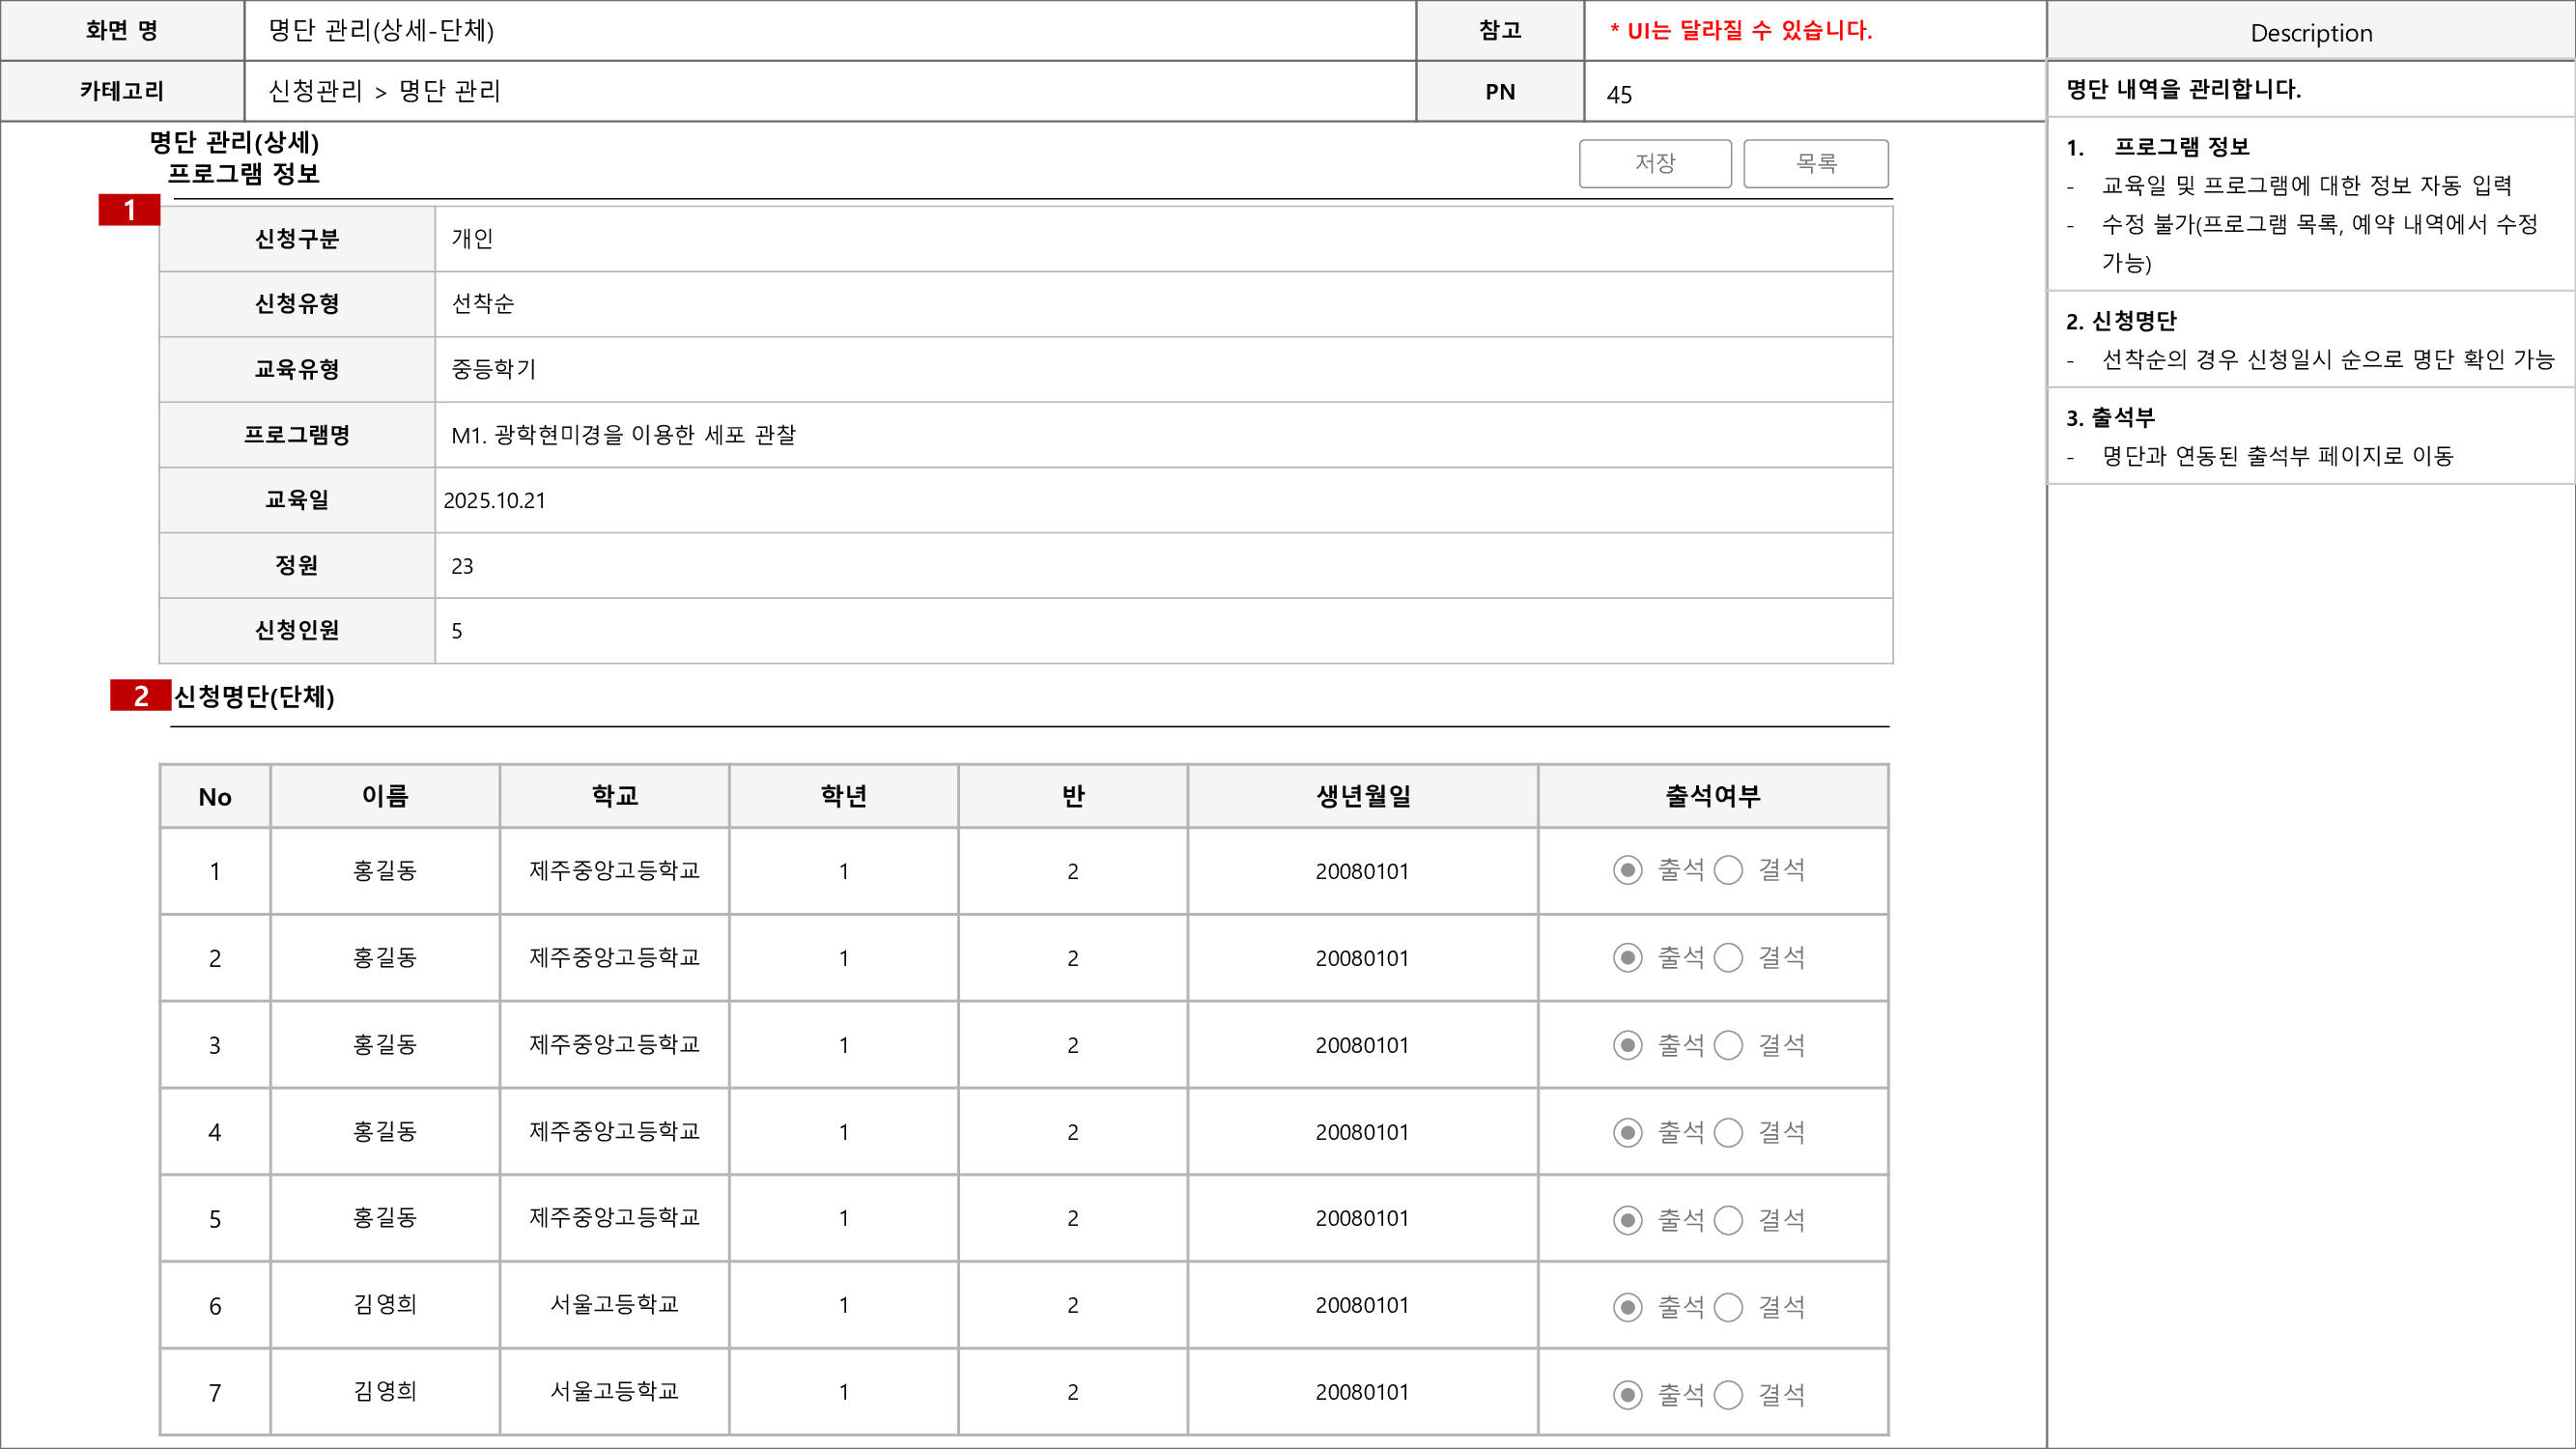 화면 명 명단 관리(상세-단체) 참고 * UI는 달라질 수 있습니다. Description
카테고리 신청관리 > 명단 관리 PN 45
명단 관리(상세)
프로그램 정보
저장 목록
1
신청구분 개인
신청유형 선착순
교육유형 중등학기
프로그램명 M1. 광학현미경을 이용한 세포 관찰
교육일 2025.10.21
정원 23
신청인원 5
2 신청명단(단체)
No 이름 학교 학년 반 생년월일 출석여부
1 홍길동 제주중앙고등학교 1 2 20080101 출석 결석
2 홍길동 제주중앙고등학교 1 2 20080101 출석 결석
3 홍길동 제주중앙고등학교 1 2 20080101 출석 결석
4 홍길동 제주중앙고등학교 1 2 20080101 출석 결석
5 홍길동 제주중앙고등학교 1 2 20080101 출석 결석
6 김영희 서울고등학교 1 2 20080101 출석 결석
7 김영희 서울고등학교 1 2 20080101 출석 결석
명단 내역을 관리합니다.
1. 프로그램 정보
- 교육일 및 프로그램에 대한 정보 자동 입력
- 수정 불가(프로그램 목록, 예약 내역에서 수정
가능)
2. 신청명단
- 선착순의 경우 신청일시 순으로 명단 확인 가능
3. 출석부
- 명단과 연동된 출석부 페이지로 이동